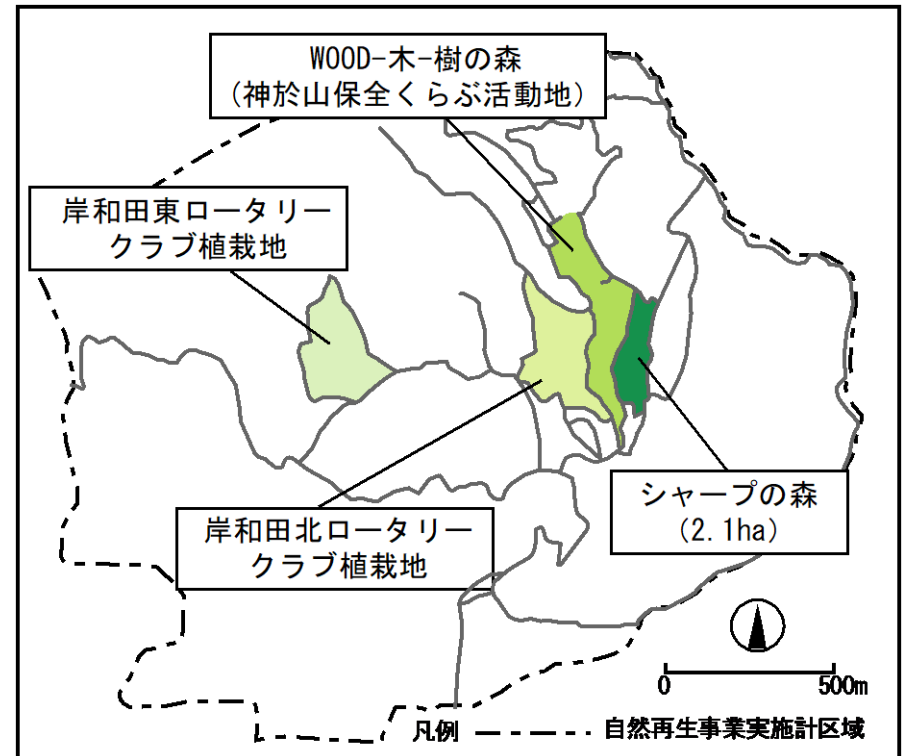 WOOD-木-樹の森
(神於山保全くらぶ活動地)
岸和田東ロータリー
クラブ植栽地
岸和田北ロータリー
クラブ植栽地
シャープの森
(2.1ha)
0 500m
凡例 自然再生事業実施計区域